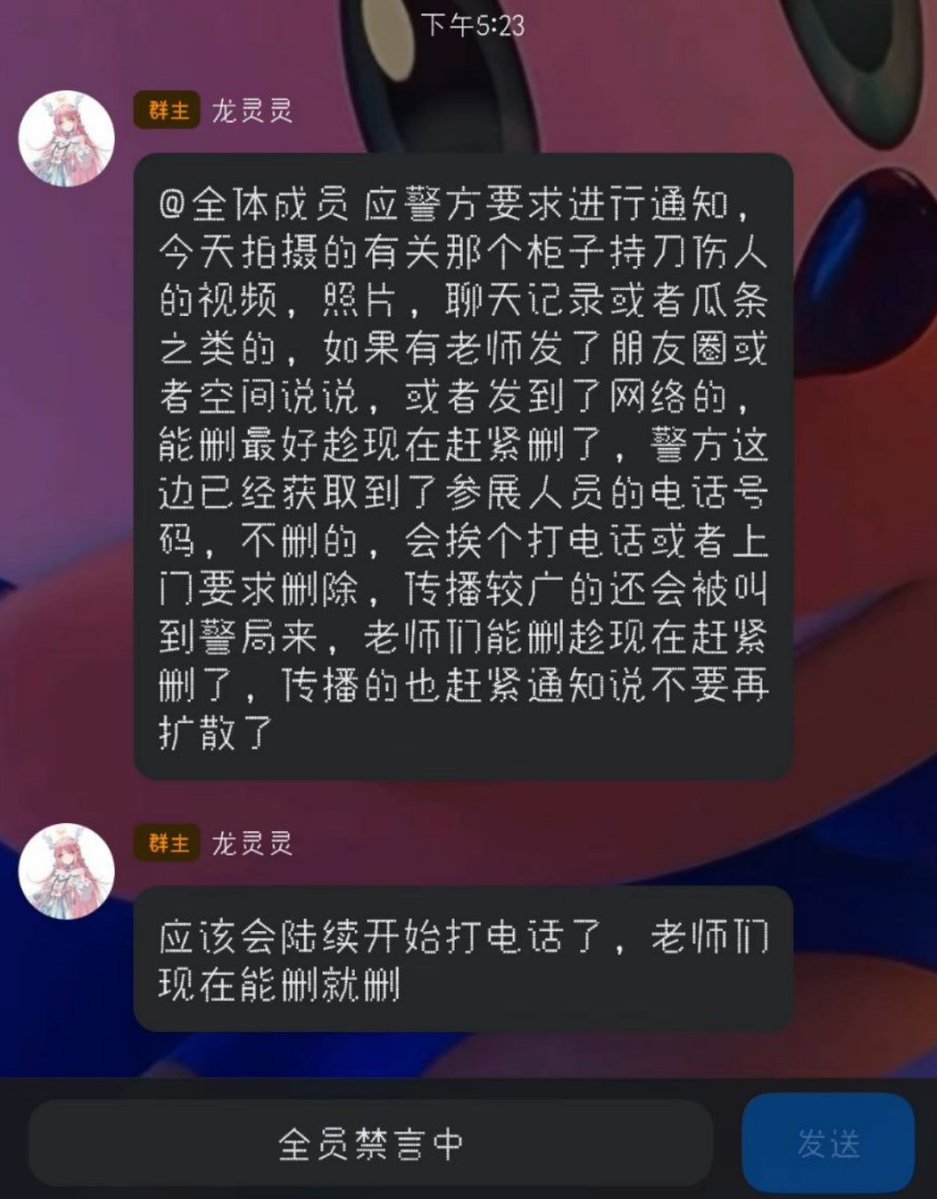 下午5:23
群主 龙灵灵
@全体成员 应警方要求进行通知，
今天拍摄的有关那个柜子持刀伤人
的视频，照片，聊天记录或者瓜条
之类的，如果有老师发了朋友圈或
者空间说说，或者发到了网络的，
能删最好趁现在赶紧删了，警方这
边已经获取到了参展人员的电话号
码，不删的，会挨个打电话或者上
门要求删除，传播较广的还会被叫
到警局来，老师们能删趁现在赶紧
删了，传播的也赶紧通知说不要再
扩散了
群主 龙灵灵
应该会陆续开始打电话了，老师们
现在能删就删
全员禁言中
发送